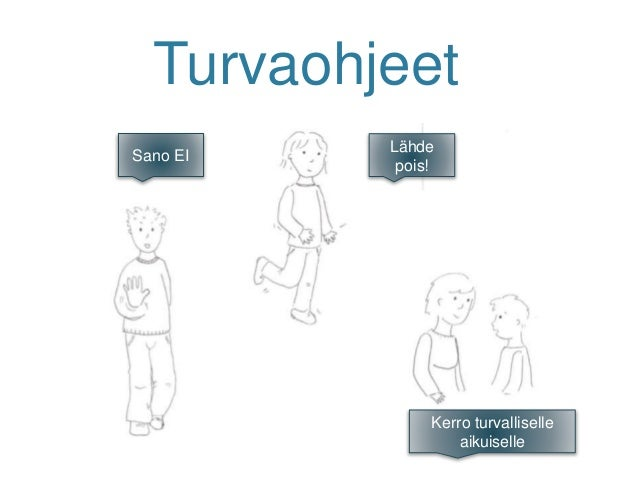 Turvaohjeet
Sano EI
Lähde
pois!
Kerro turvalliselle
aikuiselle